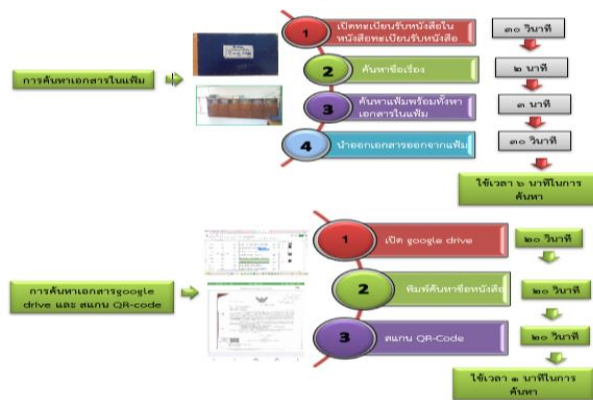 การค้นหาเอกสารในแฟ้ม
1
เปิดทะเบียนรับหนังสือใน
หนังสือทะเบียนรับหนังสือ
๓๐ วินาที
2
ค้นหาชื่อเรื่อง
๒ นาที
3
ค้นหาแฟ้มพร้อมทั้งหา
เอกสารในแฟ้ม
๓ นาที
4
นำออกเอกสารออกจากแฟ้ม
๓๐ วินาที
ใช้เวลา ๖ นาทีในการ
ค้นหา
การค้นหาเอกสารgoogle
drive และ สแกน QR-code
1
เปิด google drive
๒๐ วินาที
2
พิมพ์ค้นหาชื่อหนังสือ
๒๐ วินาที
3
สแกน QR-Code
๒๐ วินาที
ใช้เวลา ๑ นาทีในการ
ค้นหา